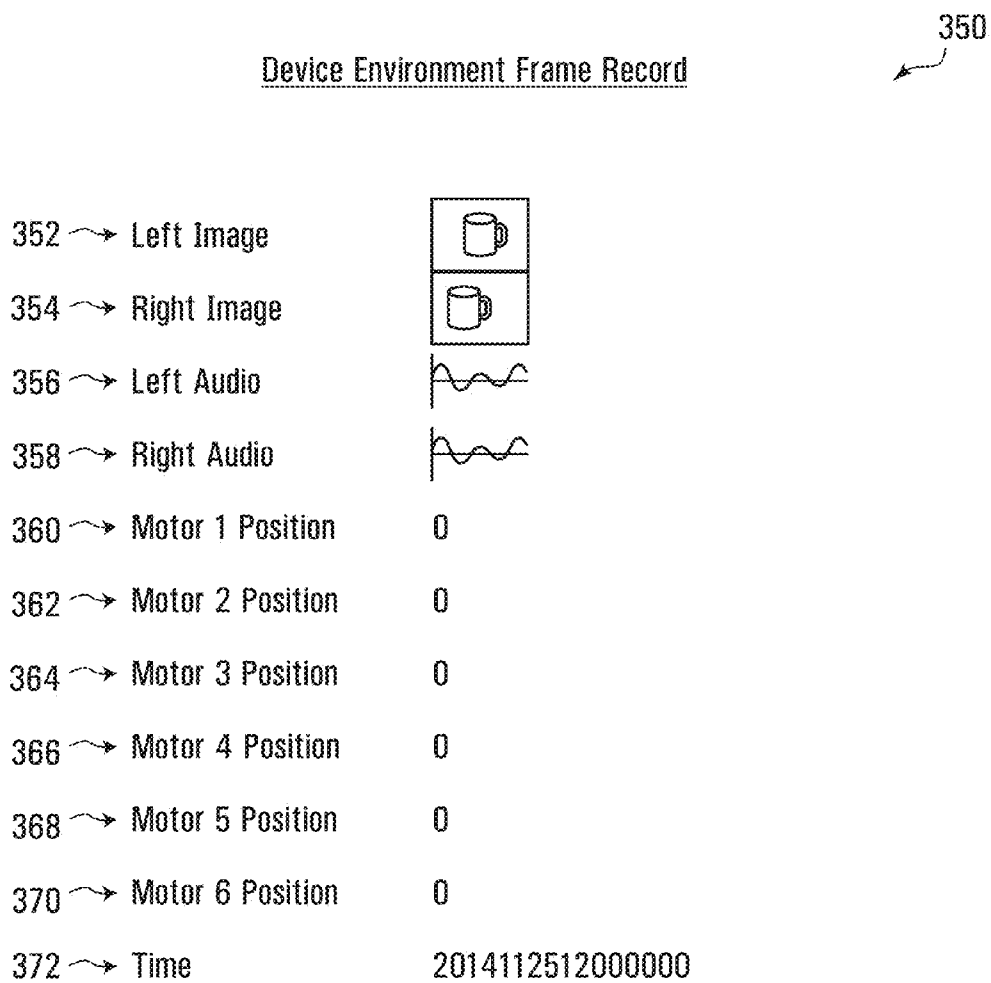 350
Device Environment Frame Record
352 Left Image
354 Right Image
356 Left Audio
358 Right Audio
360 Motor 1 Position 0
362 Motor 2 Position 0
364 Motor 3 Position 0
366 Motor 4 Position 0
368 Motor 5 Position 0
370 Motor 6 Position 0
372 Time 2014112512000000